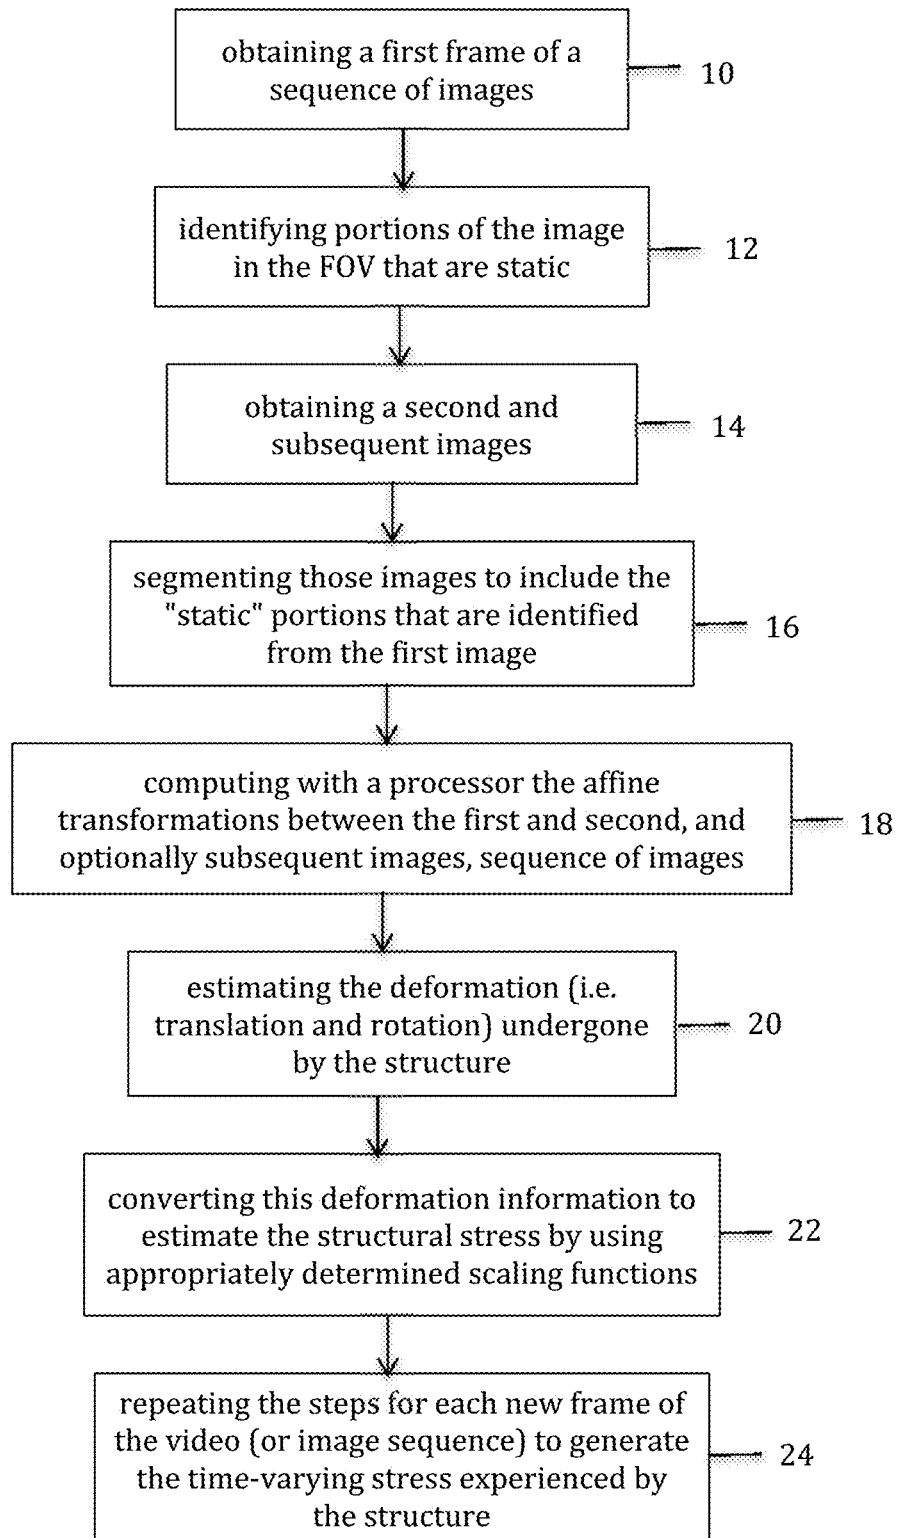 obtaining a first frame of a
sequence of images
10
identifying portions of the image
in the FOV that are static
12
obtaining a second and
subsequent images
14
segmenting those images to include the
"static" portions that are identified
from the first image
16
computing with a processor the affine
transformations between the first and second, and
optionally subsequent images, sequence of images
18
estimating the deformation (i.e.
translation and rotation) undergone
by the structure
20
converting this deformation information to
estimate the structural stress by using
appropriately determined scaling functions
22
repeating the steps for each new frame of
the video (or image sequence) to generate
the time-varying stress experienced by
the structure
24